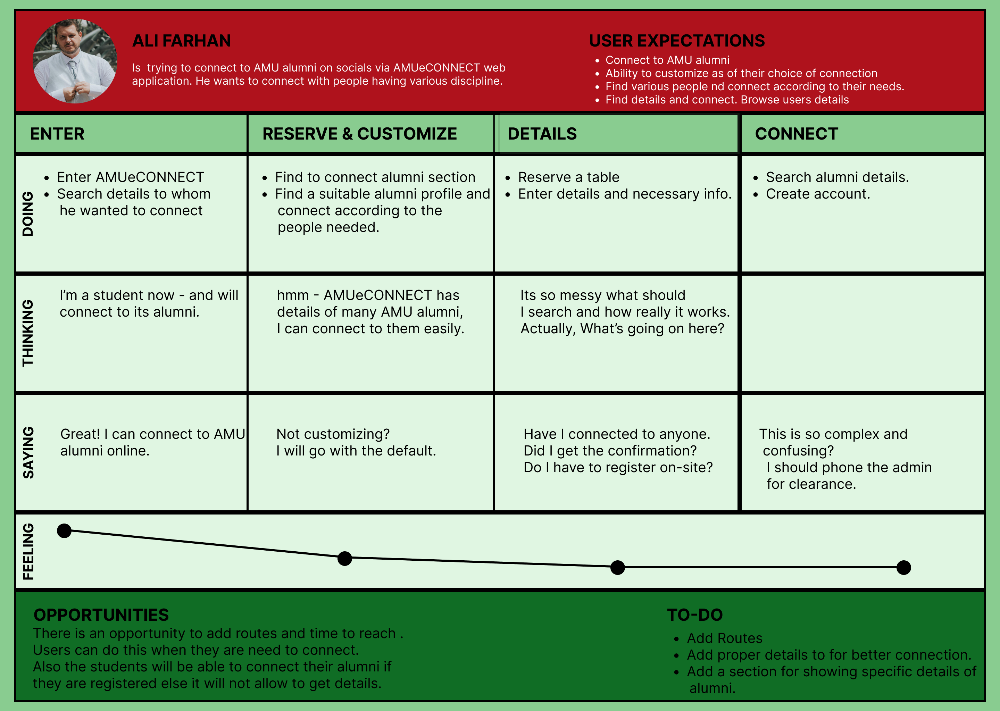 ALI FARHAN
Is  trying to connect to AMU alumni on socials via AMUeCONNECT web
application. He wants to connect with people having various discipline.
USER EXPECTATIONS
• Connect to AMU alumni
• Ability to customize as of their choice of connection
• Find various people nd connect according to their needs.
• Find details and connect. Browse users details
ENTER
RESERVE & CUSTOMIZE
DETAILS
CONNECT
DOING
• Enter AMUeCONNECT
• Search details to whom
he wanted to connect
• Find to connect alumni section
• Find a suitable alumni profile and
connect according to the
people needed.
• Reserve a table
• Enter details and necessary info.
• Search alumni details.
• Create account.
THINKING
I’m a student now - and will
connect to its alumni.
hmm - AMUeCONNECT has
details of many AMU alumni,
I can connect to them easily.
Its so messy what should
I search and how really it works.
Actually, What’s going on here?
SAYING
Great! I can connect to AMU
alumni online.
Not customizing?
I will go with the default.
Have I connected to anyone.
Did I get the confirmation?
Do I have to register on-site?
This is so complex and
confusing?
I should phone the admin
for clearance.
FEELING
OPPORTUNITIES
There is an opportunity to add routes and time to reach .
Users can do this when they are need to connect.
Also the students will be able to connect their alumni if
they are registered else it will not allow to get details.
TO-DO
• Add Routes
• Add proper details to for better connection.
• Add a section for showing specific details of
alumni.